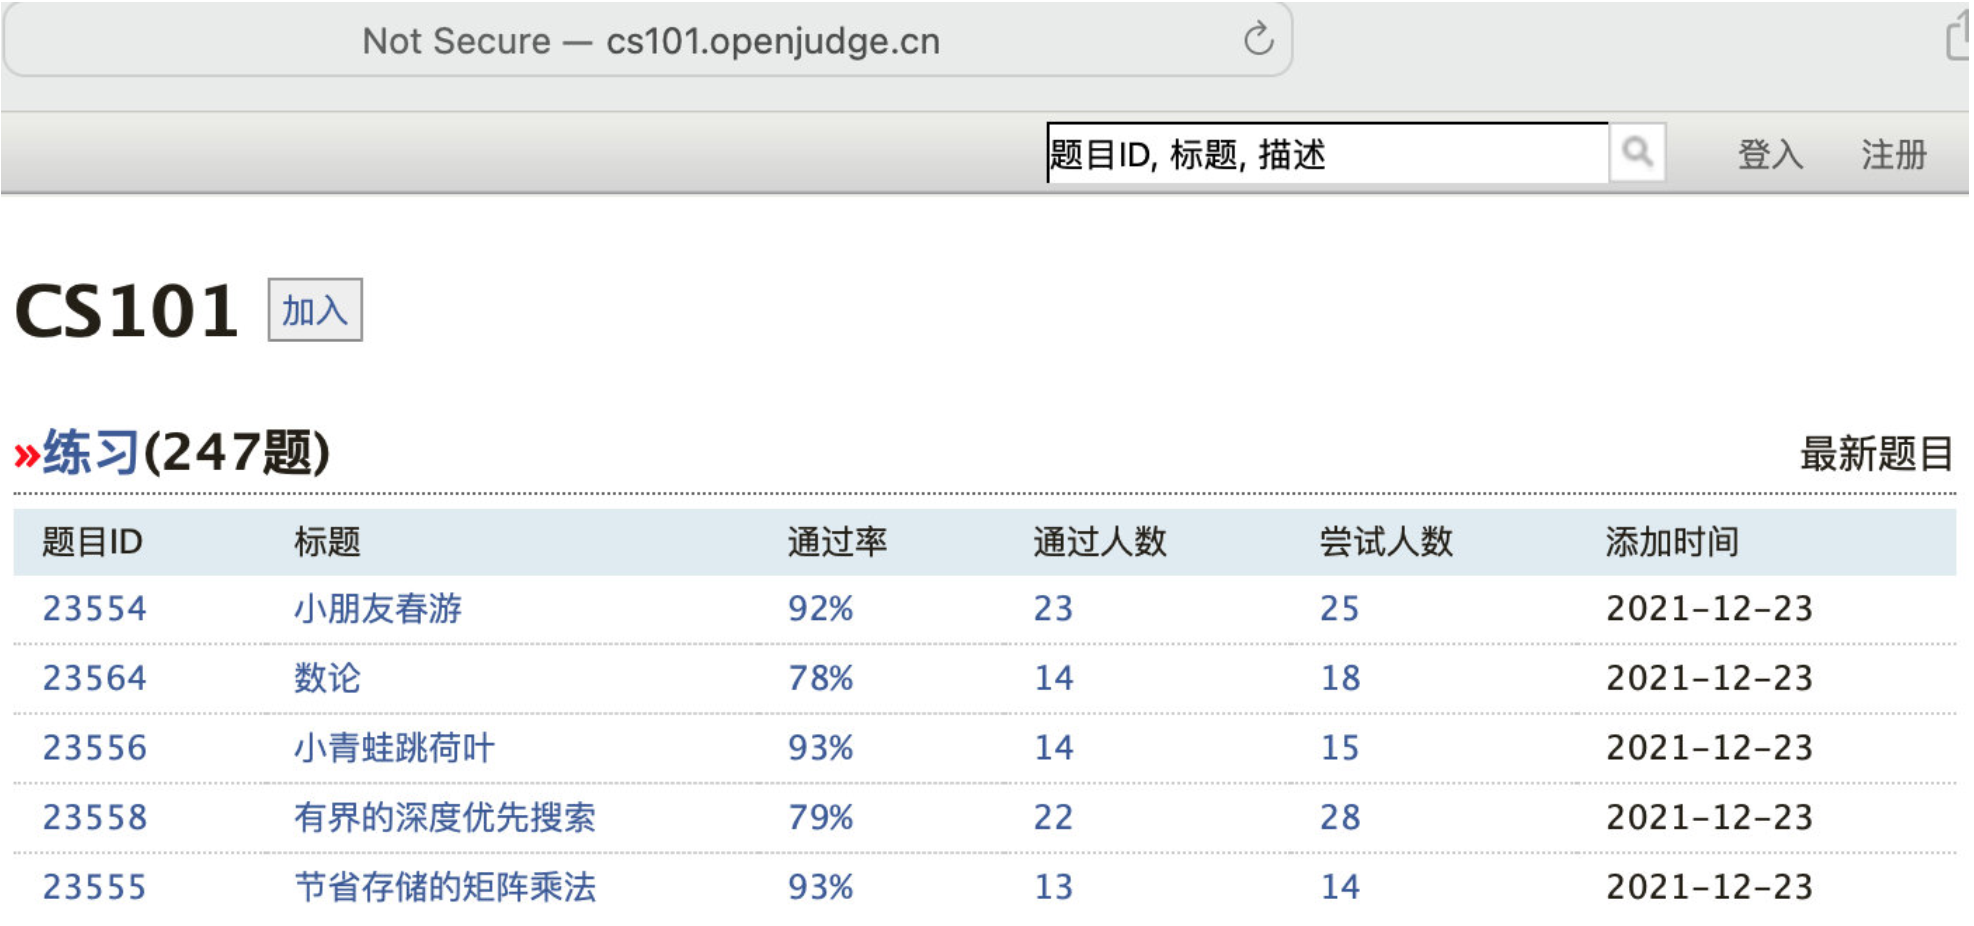 Not Secure — cs101.openjudge.cn
题目ID, 标题, 描述 登入 注册
CS101 加入
»练习(247题) 最新题目
题目ID 标题 通过率 通过人数 尝试人数 添加时间
23554 小朋友春游 92% 23 25 2021-12-23
23564 数论 78% 14 18 2021-12-23
23556 小青蛙跳荷叶 93% 14 15 2021-12-23
23558 有界的深度优先搜索 79% 22 28 2021-12-23
23555 节省存储的矩阵乘法 93% 13 14 2021-12-23